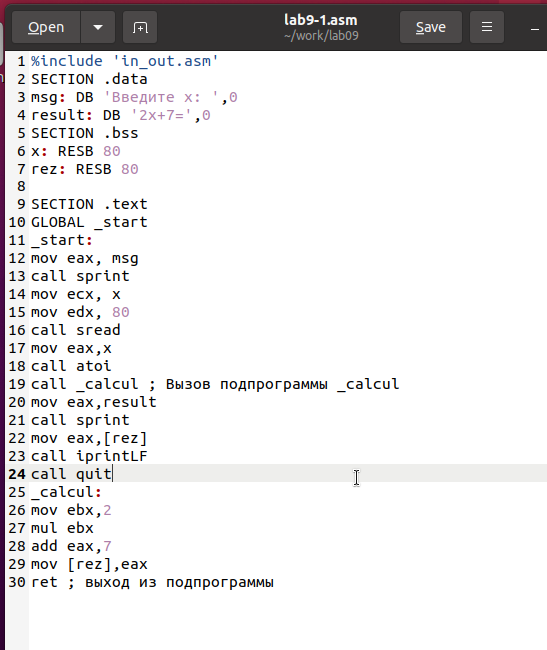 Open
lab9-1.asm
~/work/lab09
Save
1 %include 'in_out.asm'
2 SECTION .data
3 msg: DB 'Введите x: ',0
4 result: DB '2x+7=',0
5 SECTION .bss
6 x: RESB 80
7 rez: RESB 80
8
9 SECTION .text
10 GLOBAL _start
11 _start:
12 mov eax, msg
13 call sprint
14 mov ecx, x
15 mov edx, 80
16 call sread
17 mov eax,x
18 call atoi
19 call _calcul ; Вызов подпрограммы _calcul
20 mov eax,result
21 call sprint
22 mov eax,[rez]
23 call iprintLF
24 call quit
25 _calcul:
26 mov ebx,2
27 mul ebx
28 add eax,7
29 mov [rez],eax
30 ret ; выход из подпрограммы